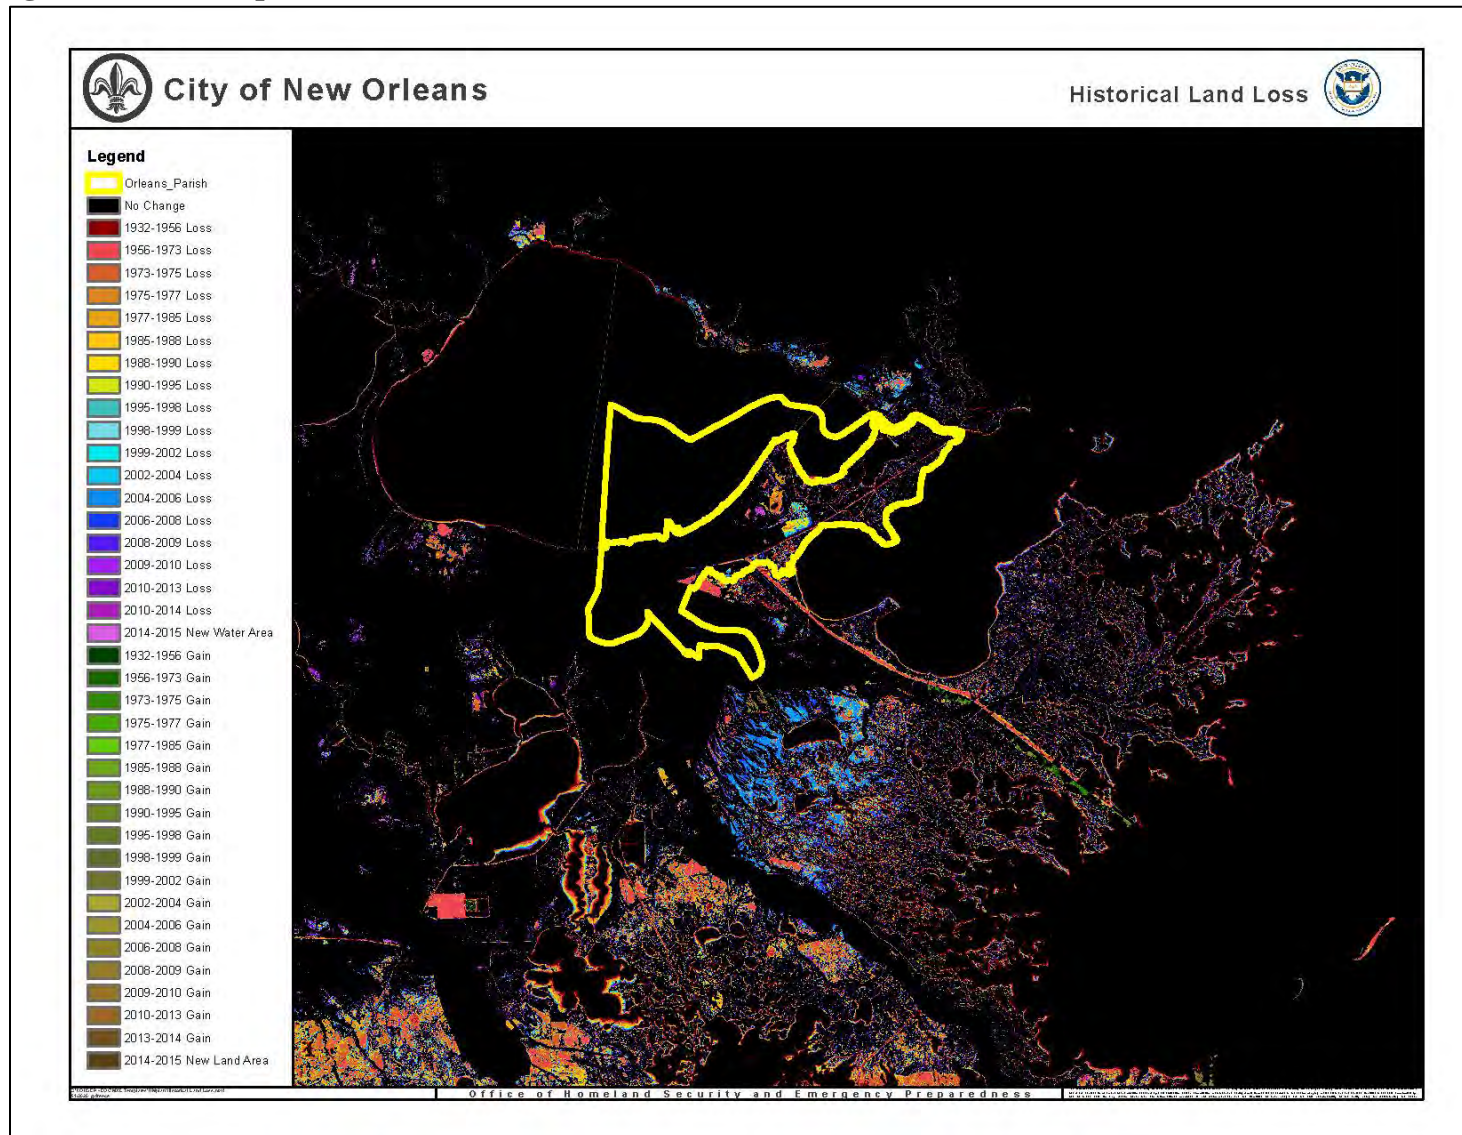 City of New Orleans
Historical Land Loss
Legend
Orleans_Parish
No Change
1932-1956 Loss
1956-1973 Loss
1973-1975 Loss
1975-1977 Loss
1977-1985 Loss
1985-1988 Loss
1988-1990 Loss
1990-1995 Loss
1995-1998 Loss
1998-1999 Loss
1999-2002 Loss
2002-2004 Loss
2004-2006 Loss
2006-2008 Loss
2008-2009 Loss
2009-2010 Loss
2010-2013 Loss
2010-2014 Loss
2014-2015 New Water Area
1932-1956 Gain
1956-1973 Gain
1973-1975 Gain
1975-1977 Gain
1977-1985 Gain
1985-1988 Gain
1988-1990 Gain
1990-1995 Gain
1995-1998 Gain
1998-1999 Gain
1999-2002 Gain
2002-2004 Gain
2004-2006 Gain
2006-2008 Gain
2008-2009 Gain
2009-2010 Gain
2010-2013 Gain
2013-2014 Gain
2014-2015 New Land Area
Office of Homeland Security and Emergency Preparedness